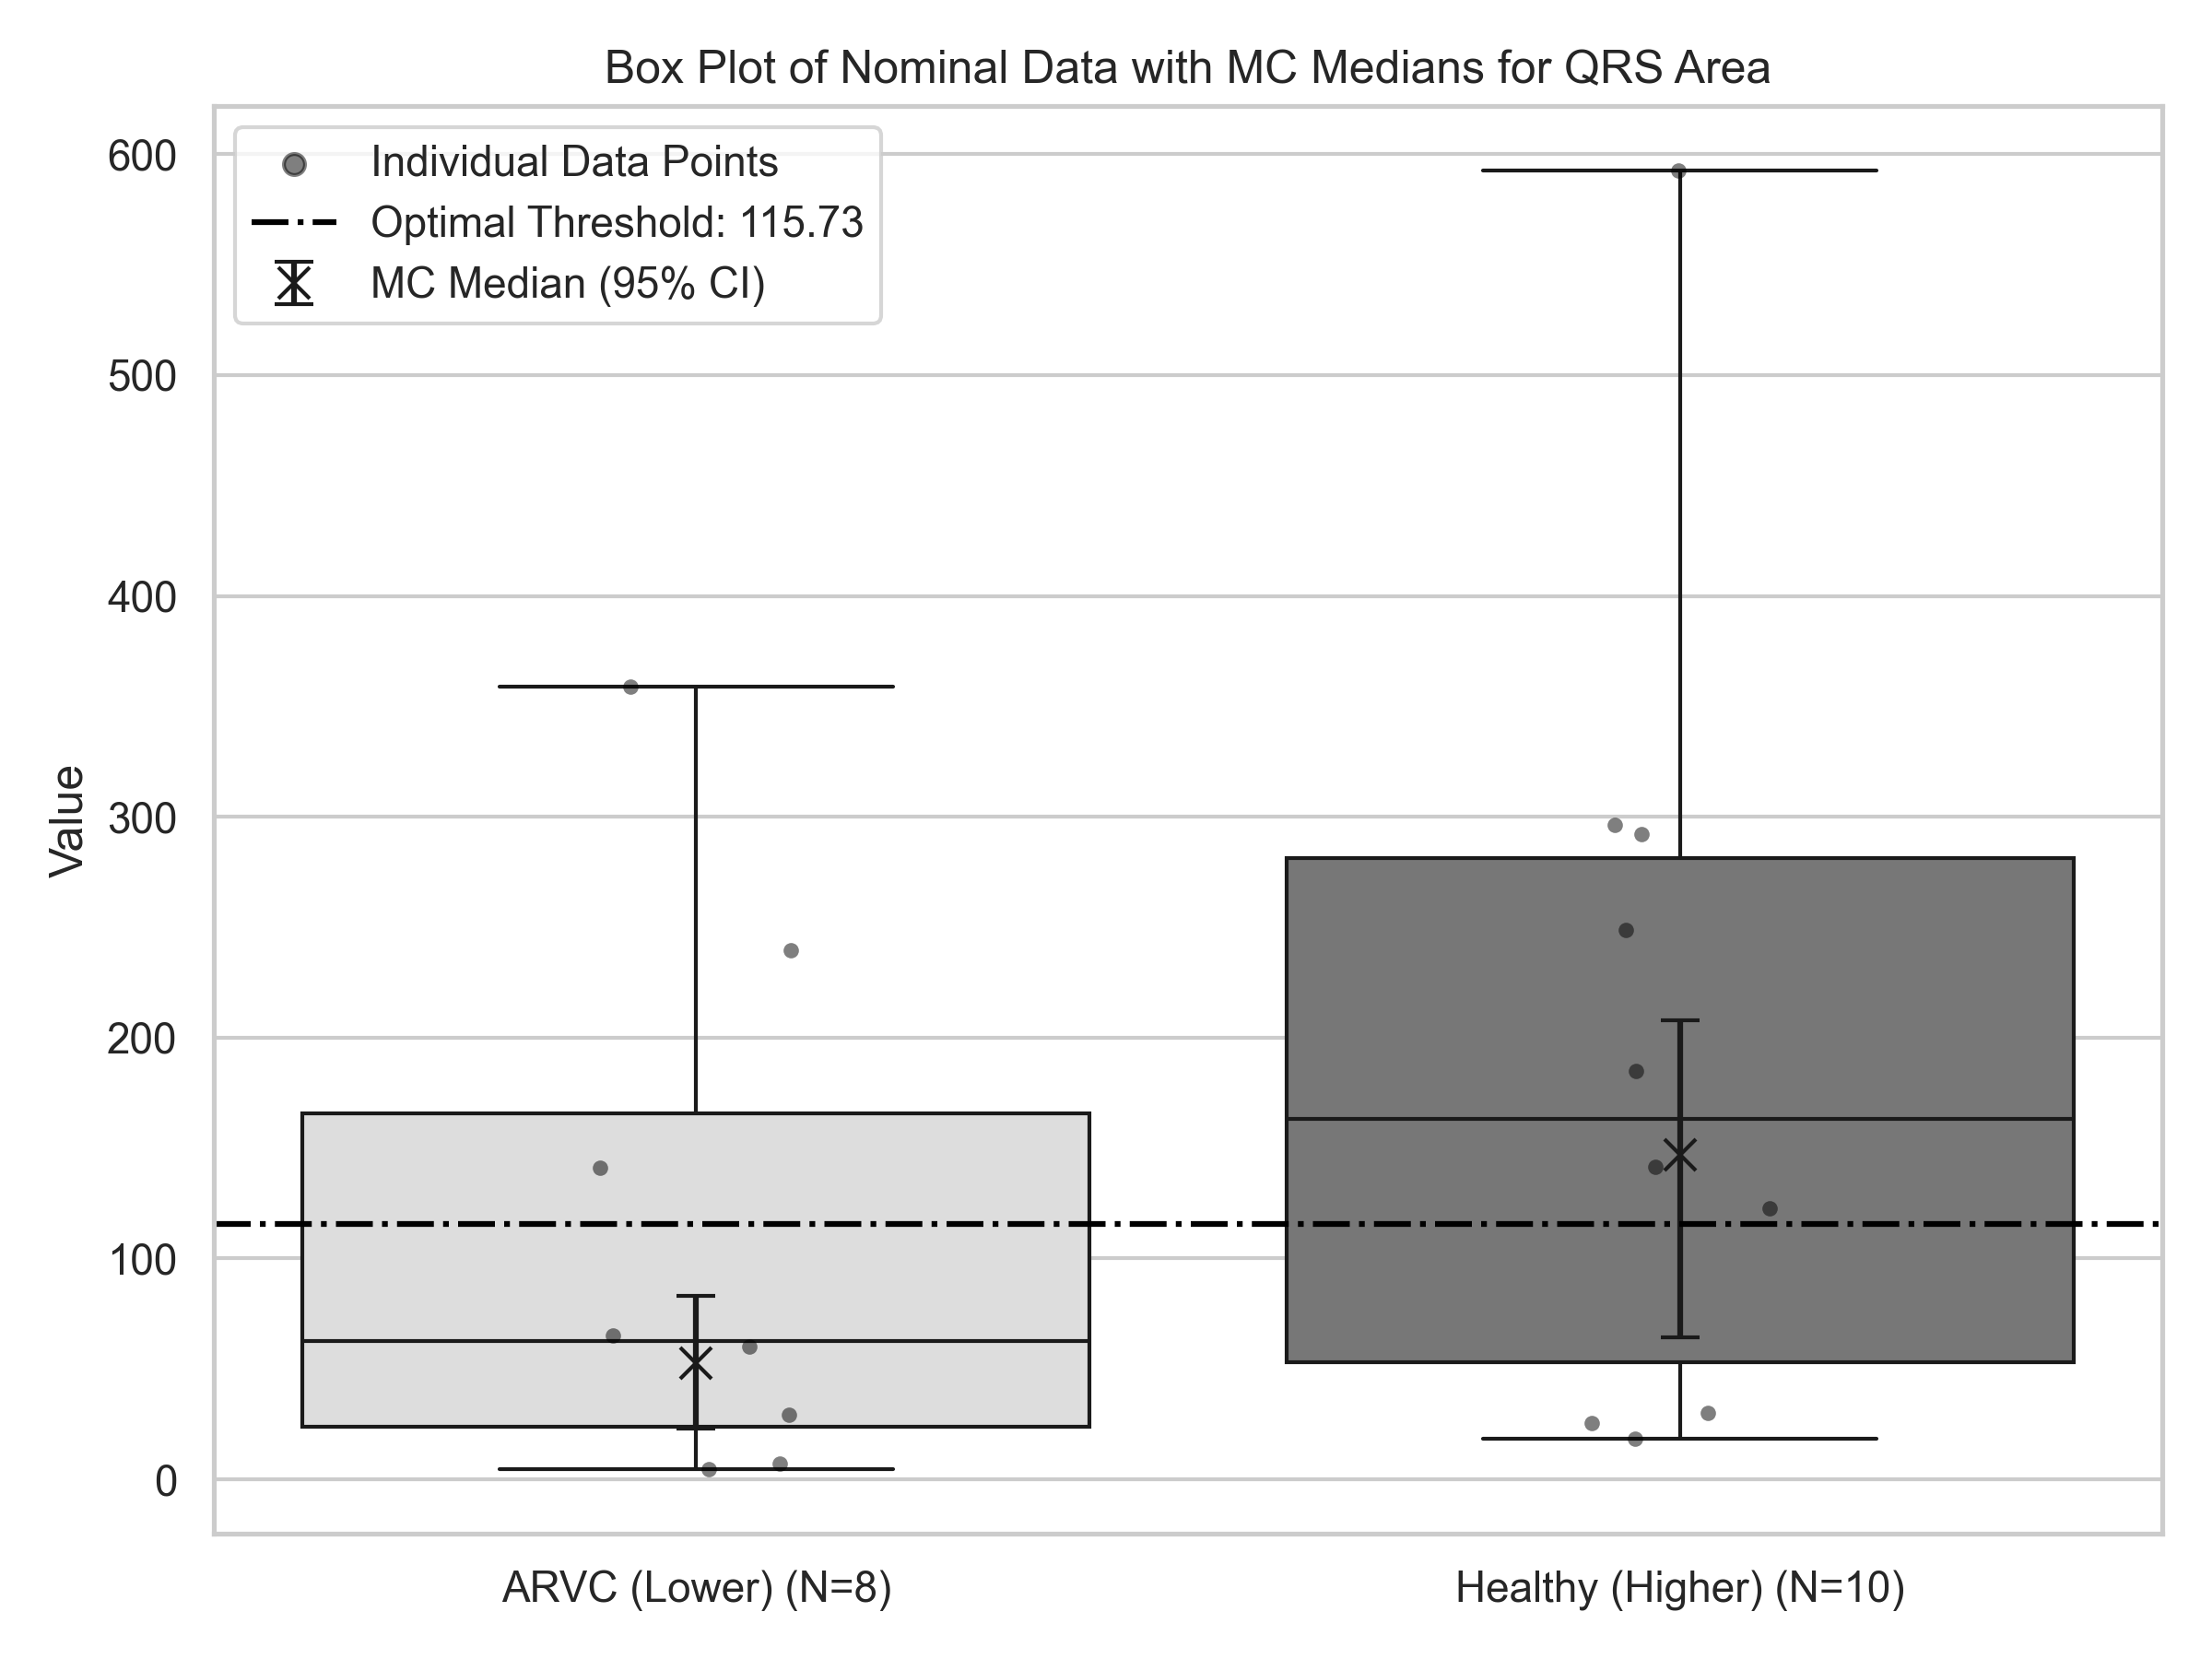 Box Plot of Nominal Data with MC Medians for QRS Area
Individual Data Points
Optimal Threshold: 115.73
MC Median (95% CI)
600
500
400
300
200
100
0
Value
ARVC (Lower) (N=8)
Healthy (Higher) (N=10)